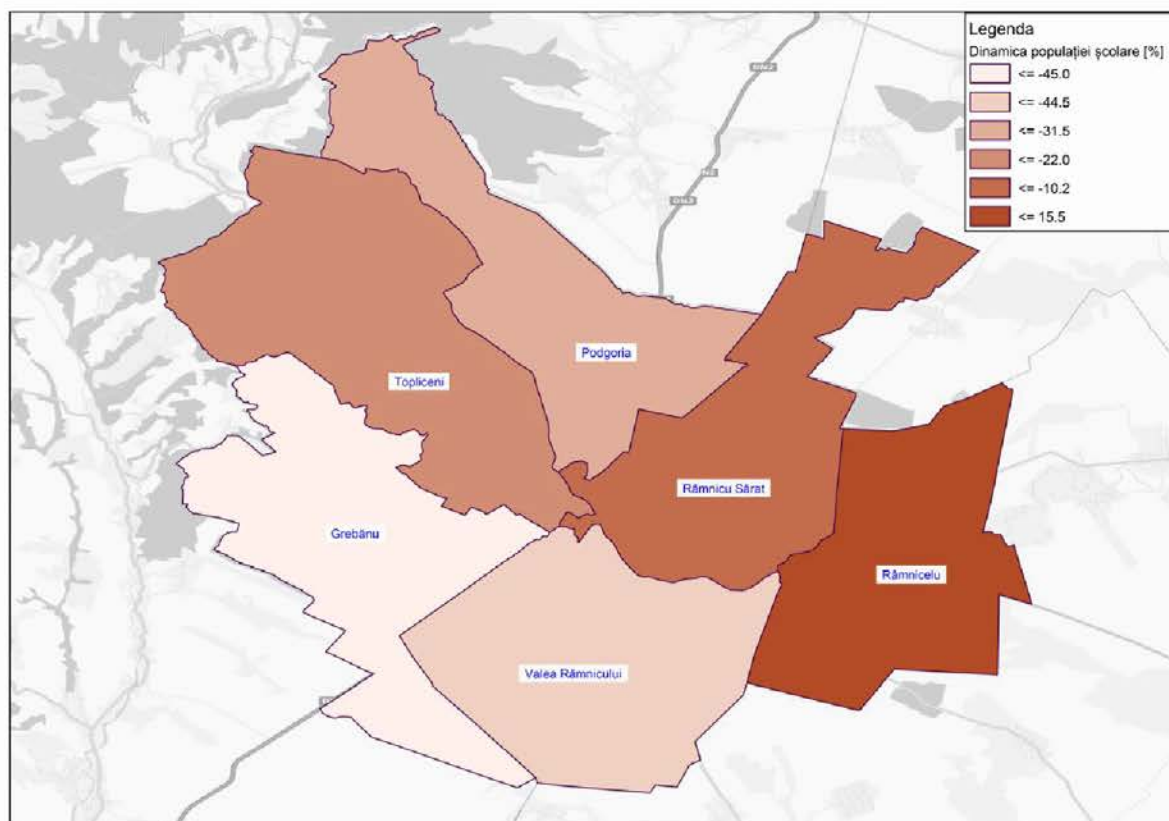 Legenda
Dinamica populației școlare [%]
<= -45.0
<= -44.5
<= -31.5
<= -22.0
<= -10.2
<= 15.5
Podgoria
Topliceni
Râmnicu Sărat
Grebănu
Râmnicelu
Valea Râmnicului